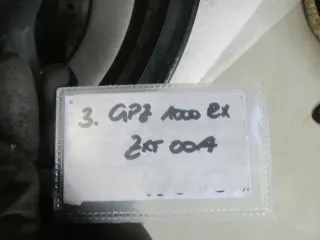 3. GPZ 1000 RX
ZXT 00A